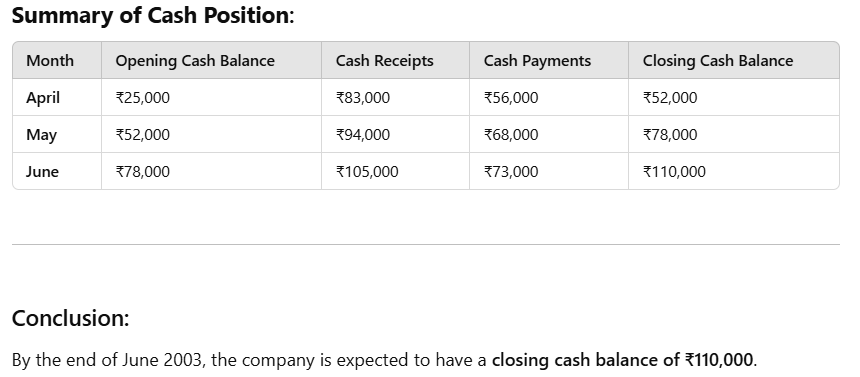 Summary of Cash Position:
Month Opening Cash Balance Cash Receipts Cash Payments Closing Cash Balance
April ₹25,000 ₹83,000 ₹56,000 ₹52,000
May ₹52,000 ₹94,000 ₹68,000 ₹78,000
June ₹78,000 ₹105,000 ₹73,000 ₹110,000
Conclusion:
By the end of June 2003, the company is expected to have a closing cash balance of ₹110,000.